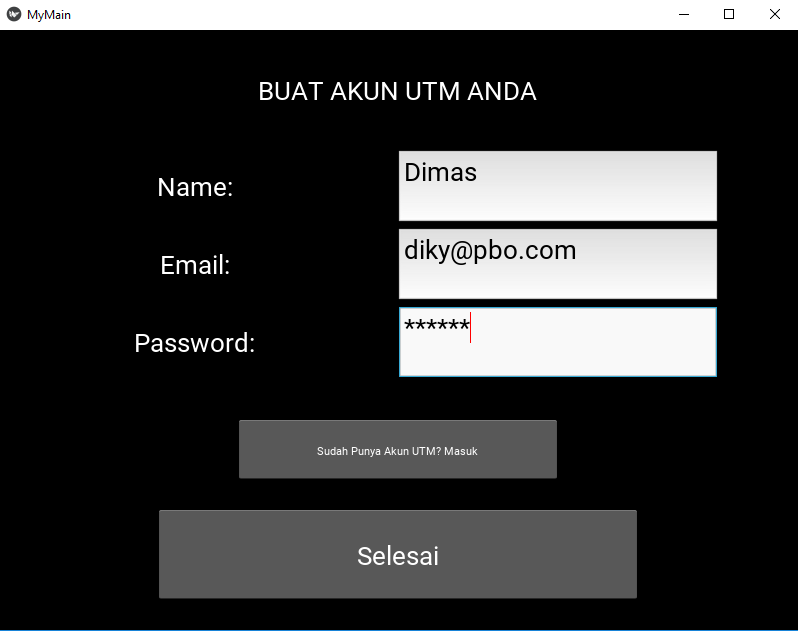 MyMain
BUAT AKUN UTM ANDA
Name:
Dimas
Email:
diky@pbo.com
Password:
******
Sudah Punya Akun UTM? Masuk
Selesai